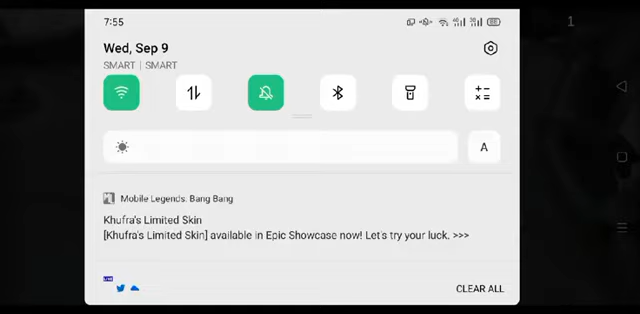 7:55
1
Wed, Sep 9
SMART | SMART
A
Mobile Legends: Bang Bang
Khufra's Limited Skin
[Khufra's Limited Skin] available in Epic Showcase now! Let's try your luck. >>>
CLEAR ALL